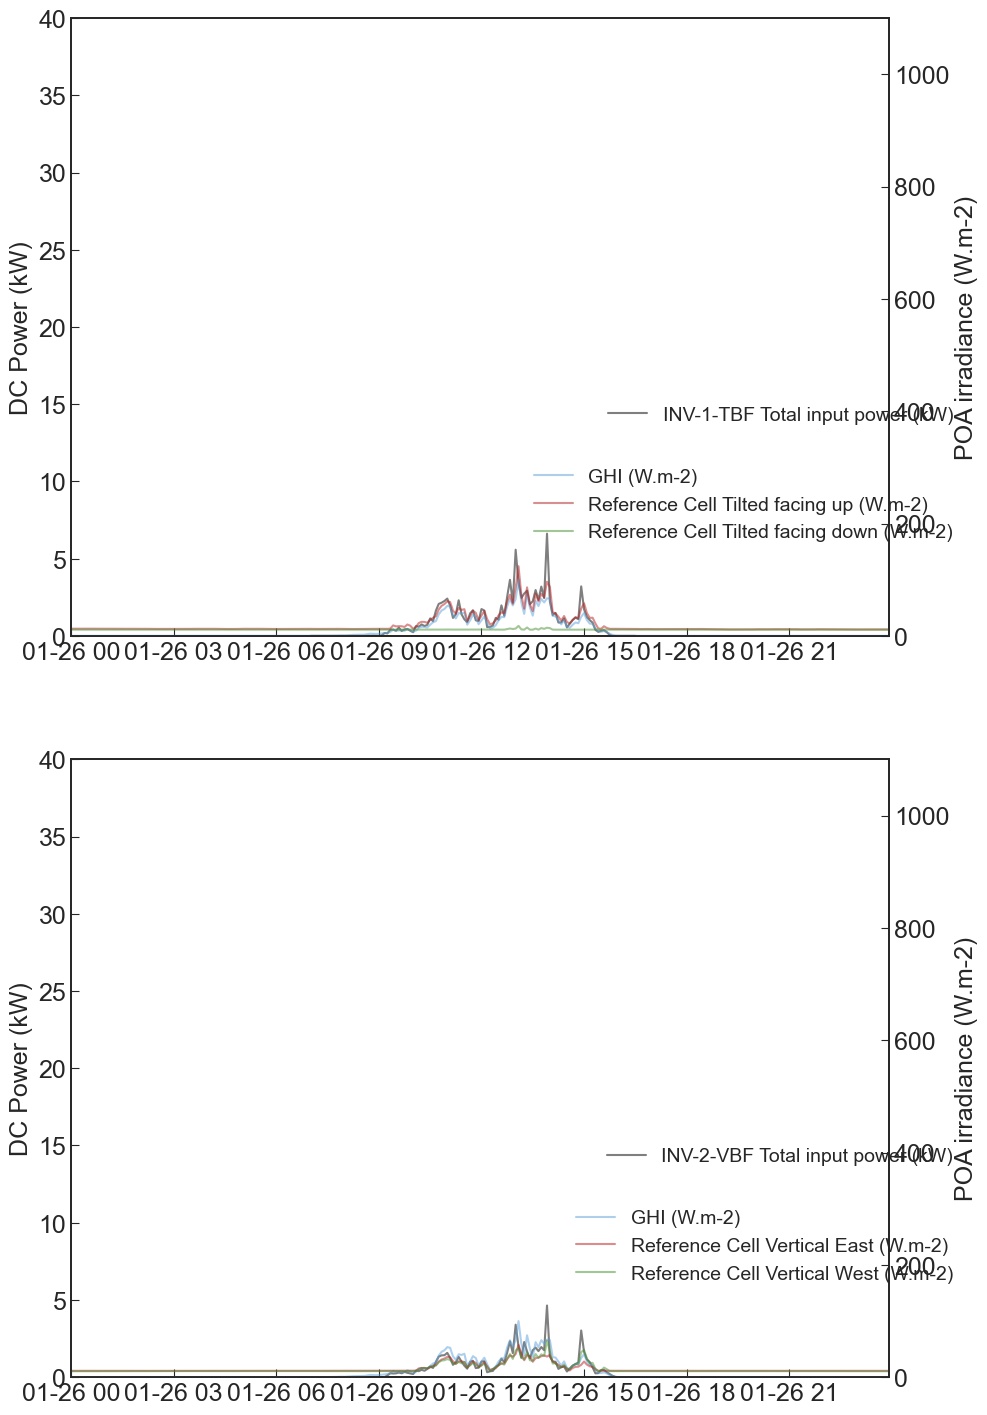 40
35
30
25
20
15
10
5
0
DC Power (kW)
1000
800
600
400
200
0
POA irradiance (W.m-2)
INV-1-TBF Total input power (kW)
GHI (W.m-2)
Reference Cell Tilted facing up (W.m-2)
Reference Cell Tilted facing down (W.m-2)
01-26 00 01-26 03 01-26 06 01-26 09 01-26 12 01-26 15 01-26 18 01-26 21
40
35
30
25
20
15
10
5
0
DC Power (kW)
1000
800
600
400
200
0
POA irradiance (W.m-2)
INV-2-VBF Total input power (kW)
GHI (W.m-2)
Reference Cell Vertical East (W.m-2)
Reference Cell Vertical West (W.m-2)
01-26 00 01-26 03 01-26 06 01-26 09 01-26 12 01-26 15 01-26 18 01-26 21